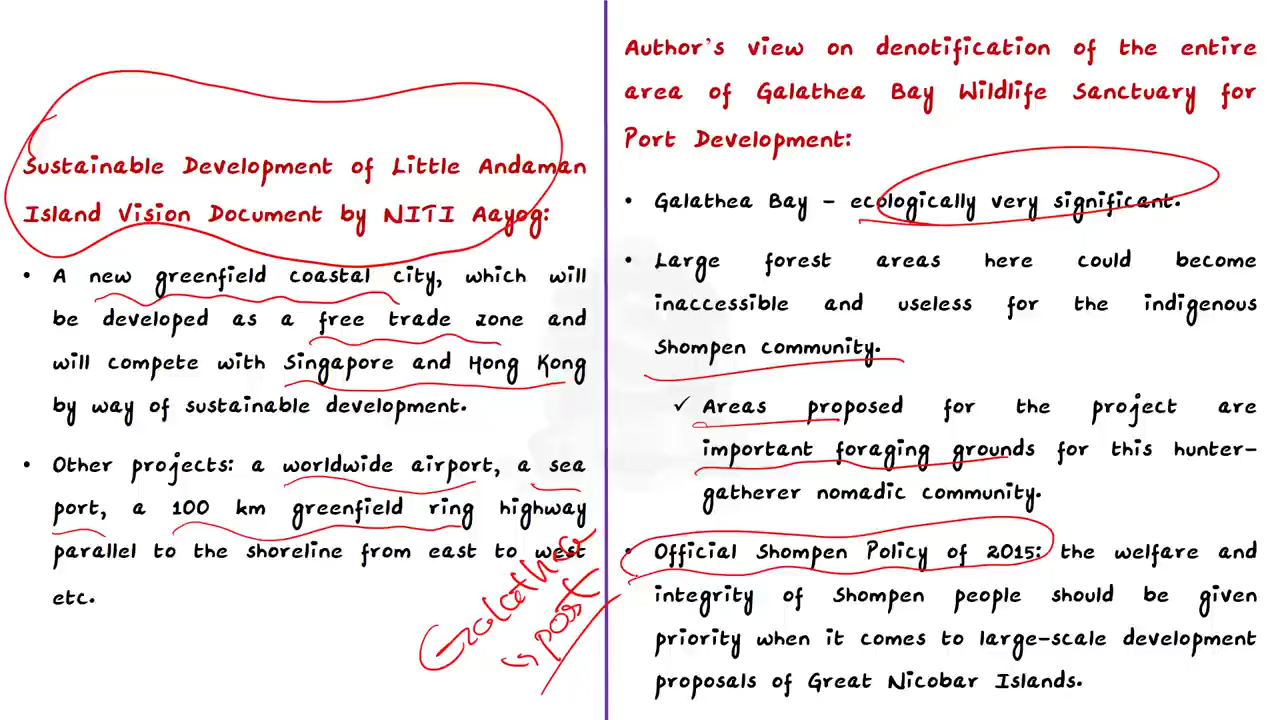 Sustainable Development of Little Andaman
Island Vision Document by NITI Aayog:
• A new greenfield coastal city, which will
be developed as a free trade zone and
will compete with Singapore and Hong Kong
by way of sustainable development.
• Other projects: a worldwide airport, a sea
port, a 100 km greenfield ring highway
parallel to the shoreline from east to west
etc.
Galathea
↳ port
Author's view on denotification of the entire
area of Galathea Bay Wildlife Sanctuary for
Port Development:
• Galathea Bay – ecologically very significant.
• Large forest areas here could become
inaccessible and useless for the indigenous
Shompen community.
✓ Areas proposed for the project are
important foraging grounds for this hunter-
gatherer nomadic community.
• Official Shompen Policy of 2015: the welfare and
integrity of Shompen people should be given
priority when it comes to large-scale development
proposals of Great Nicobar Islands.